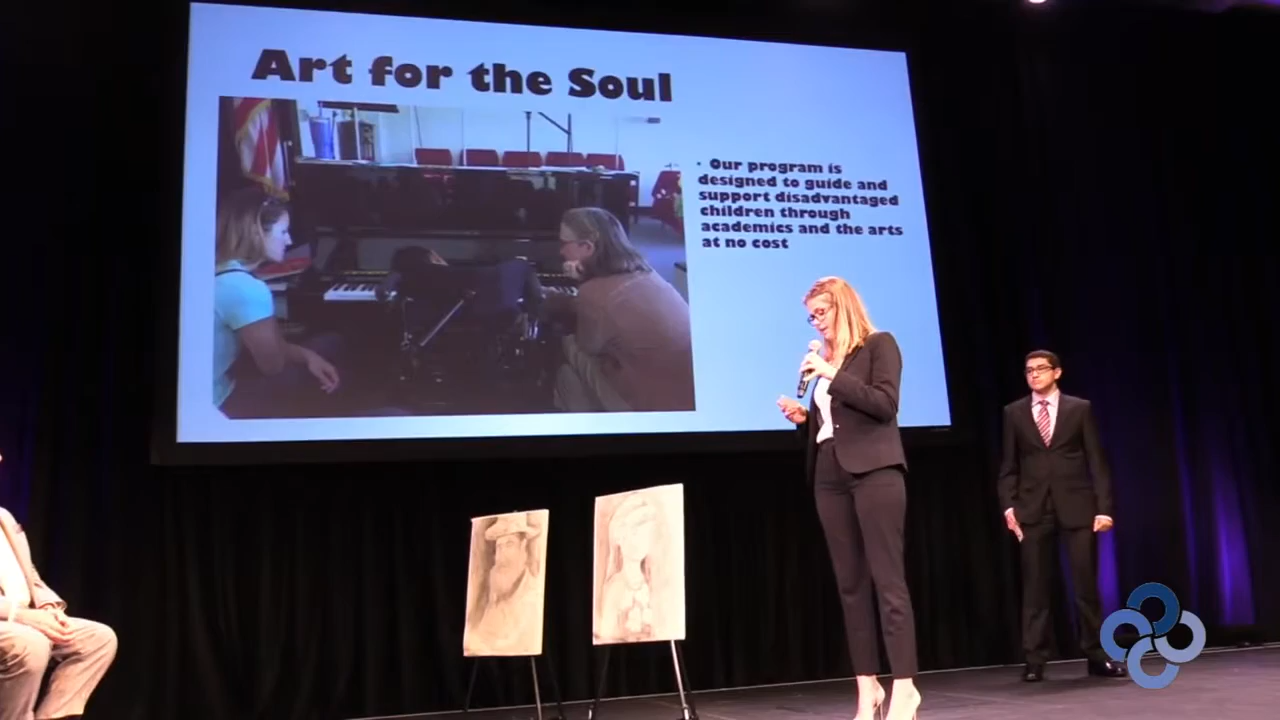 Art for the Soul
• Our program is
designed to guide and
support disadvantaged
children through
academics and the arts
at no cost